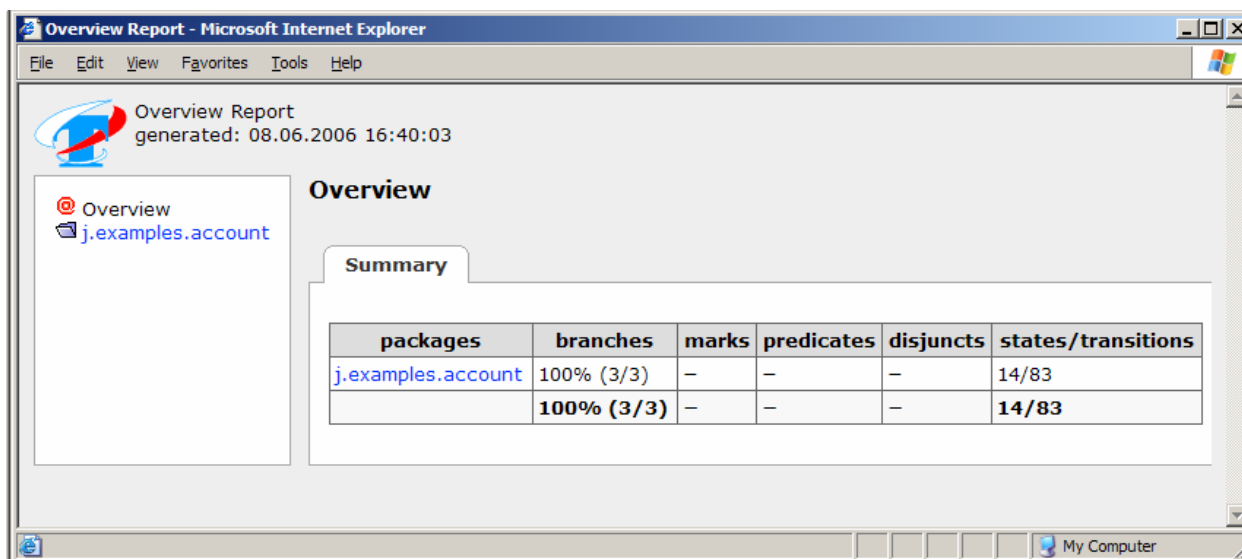 Overview Report - Microsoft Internet Explorer
File Edit View Favorites Tools Help
Overview Report
generated: 08.06.2006 16:40:03
@ Overview
j.examples.account
Overview
Summary
packages branches marks predicates disjuncts states/transitions
j.examples.account 100% (3/3) – – – 14/83
100% (3/3) – – – 14/83
My Computer